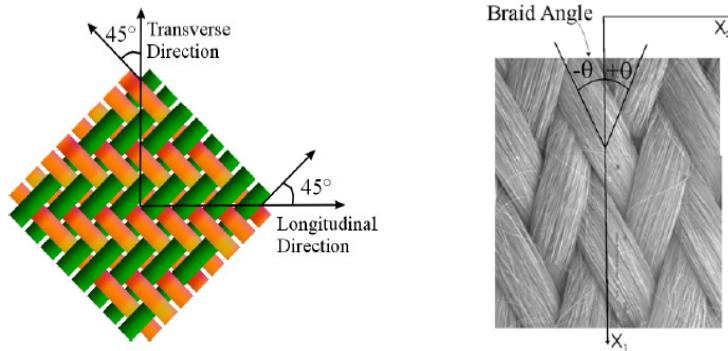 45°
Transverse
Direction
45°
Longitudinal
Direction
Braid Angle
X₂
-θ +θ
X₁